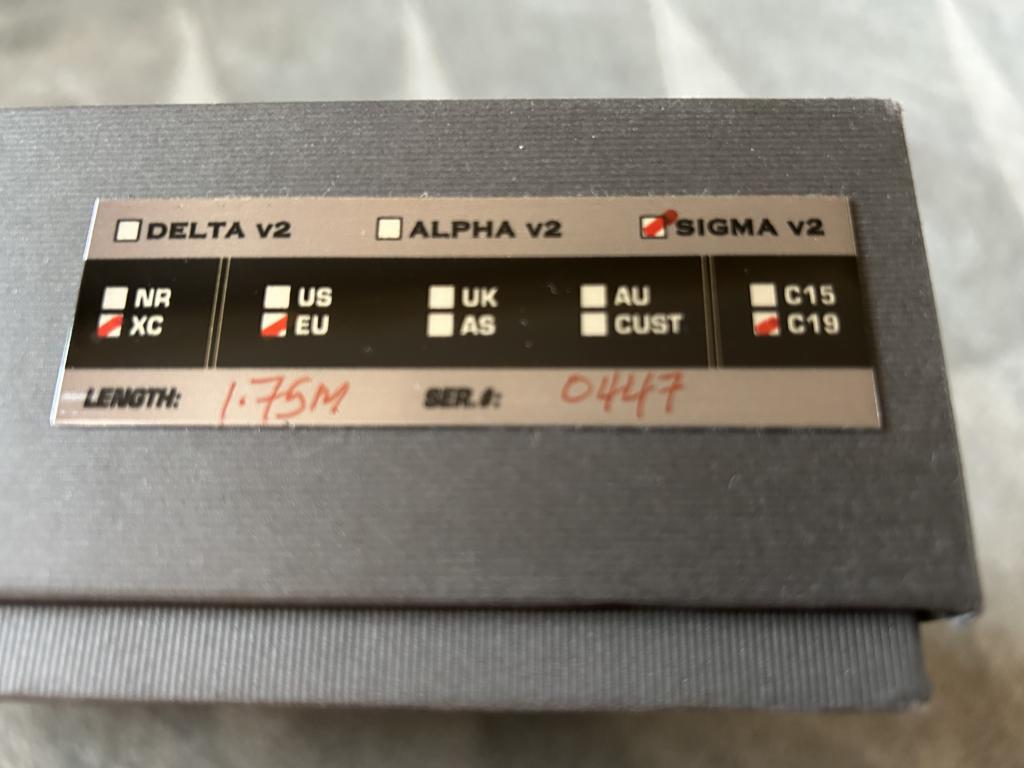 DELTA v2 ALPHA v2 SIGMA v2
NR US UK AU C15
XC EU AS CUST C19
LENGTH: 1.75M SER.#: 0447